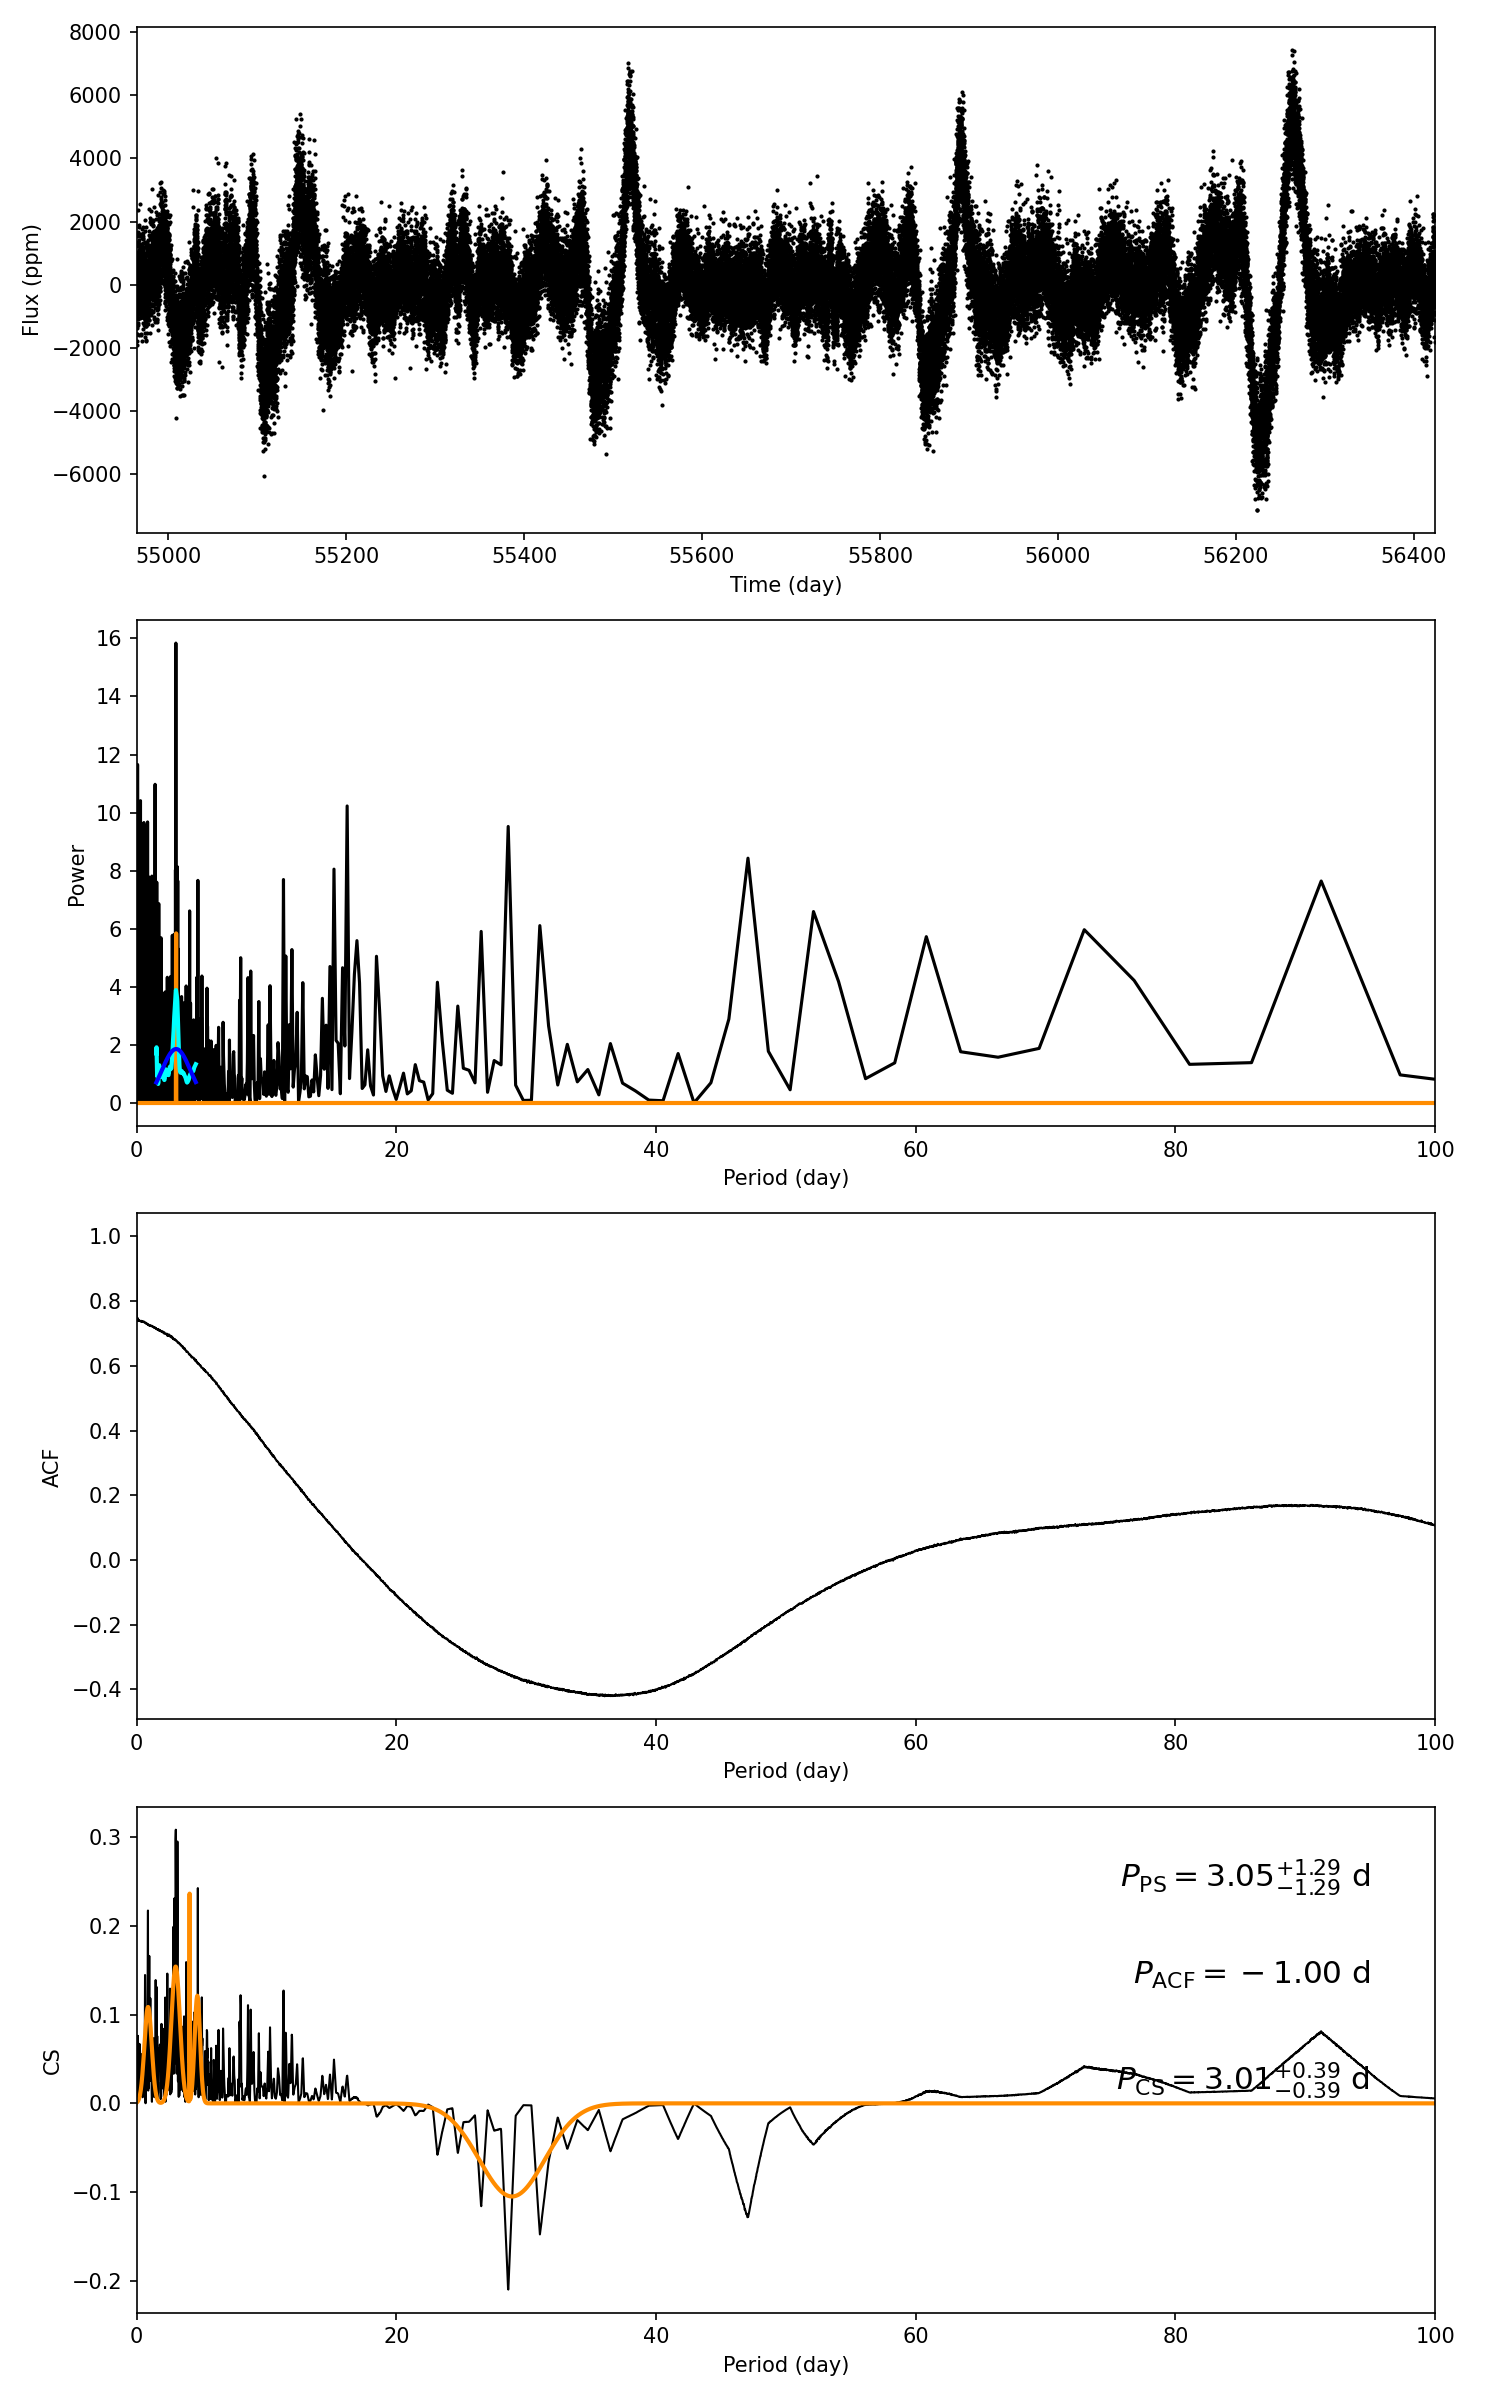 8000
6000
4000
2000
0
−2000
−4000
−6000
Flux (ppm)
55000 55200 55400 55600 55800 56000 56200 56400
Time (day)
16
14
12
10
8
6
4
2
0
Power
0 20 40 60 80 100
Period (day)
1.0
0.8
0.6
0.4
0.2
0.0
−0.2
−0.4
ACF
0 20 40 60 80 100
Period (day)
0.3
0.2
0.1
0.0
−0.1
−0.2
CS
P_PS = 3.05^{+1.29}_{−1.29} d
P_ACF = −1.00 d
P_CS = 3.01^{+0.39}_{−0.39} d
0 20 40 60 80 100
Period (day)